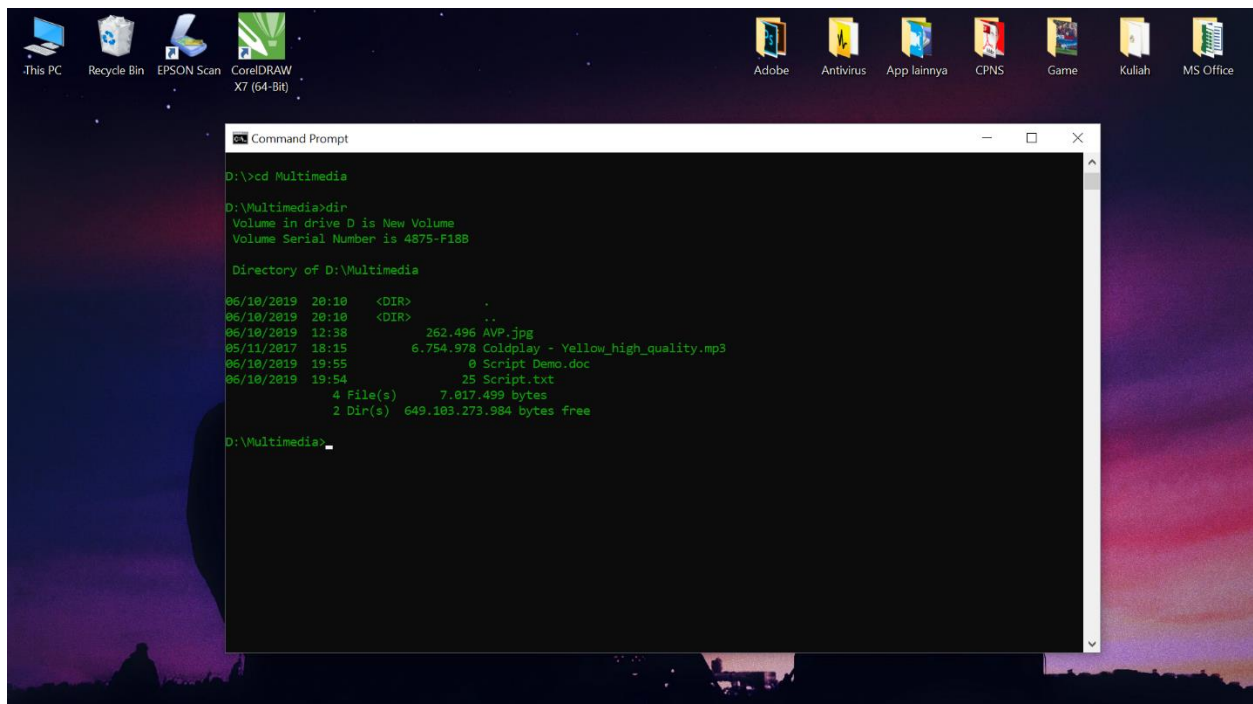 This PC
Recycle Bin
EPSON Scan
CorelDRAW
X7 (64-Bit)
Adobe
Antivirus
App lainnya
CPNS
Game
Kuliah
MS Office
Command Prompt
D:\>cd Multimedia
D:\Multimedia>dir
Volume in drive D is New Volume
Volume Serial Number is 4875-F18B
Directory of D:\Multimedia
06/10/2019  20:10    <DIR>          .
06/10/2019  20:10    <DIR>          ..
06/10/2019  12:38           262.496 AVP.jpg
05/11/2017  18:15         6.754.978 Coldplay - Yellow_high_quality.mp3
06/10/2019  19:55                 0 Script Demo.doc
06/10/2019  19:54                25 Script.txt
4 File(s)      7.017.499 bytes
2 Dir(s)  649.103.273.984 bytes free
D:\Multimedia>